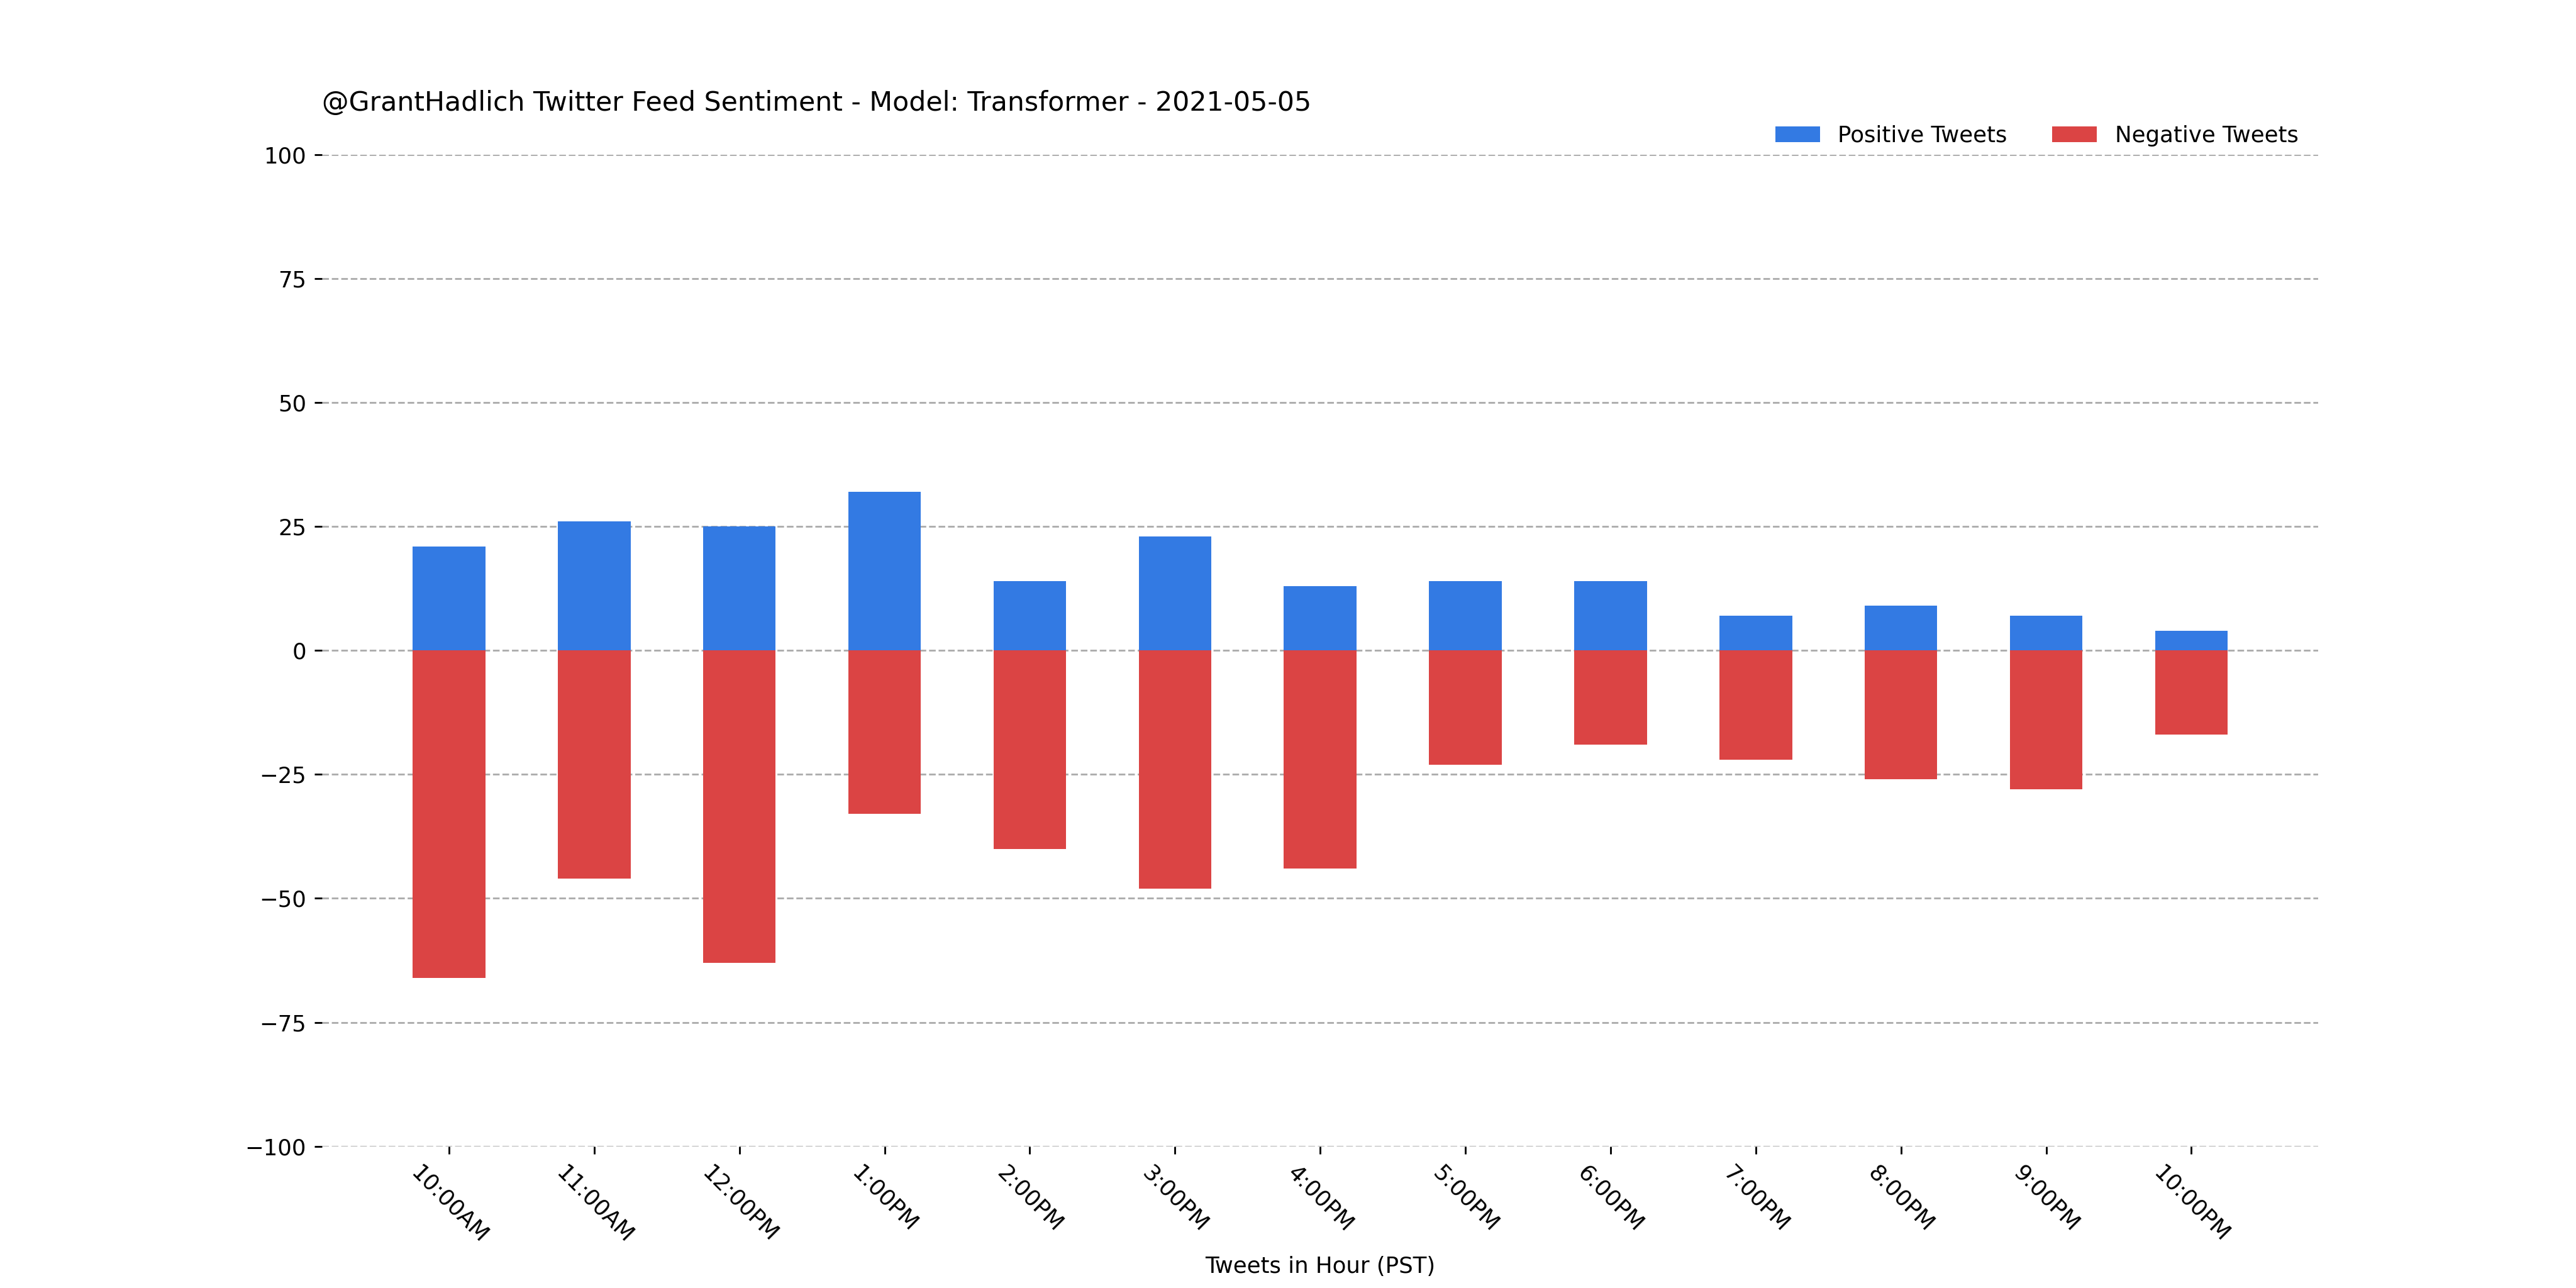 @GrantHadlich Twitter Feed Sentiment - Model: Transformer - 2021-05-05
Positive Tweets
Negative Tweets
100
75
50
25
0
−25
−50
−75
−100
10:00AM
11:00AM
12:00PM
1:00PM
2:00PM
3:00PM
4:00PM
5:00PM
6:00PM
7:00PM
8:00PM
9:00PM
10:00PM
Tweets in Hour (PST)